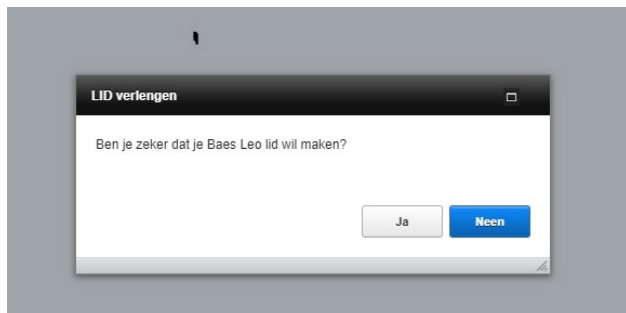 LID verlengen
Ben je zeker dat je Baes Leo lid wil maken?
Ja Neen